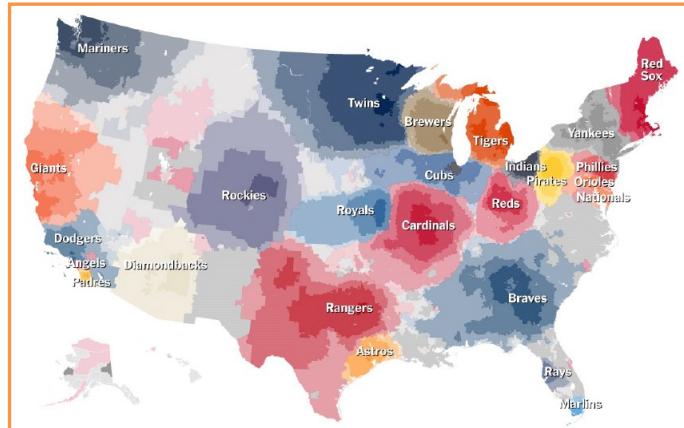 Mariners
Red
Sox
Twins
Brewers
Tigers
Yankees
Giants
Rockies
Cubs
Indians
Pirates
Phillies
Orioles
Nationals
Royals
Cardinals
Reds
Dodgers
Angels
Padres
Diamondbacks
Rangers
Braves
Astros
Rays
Marlins